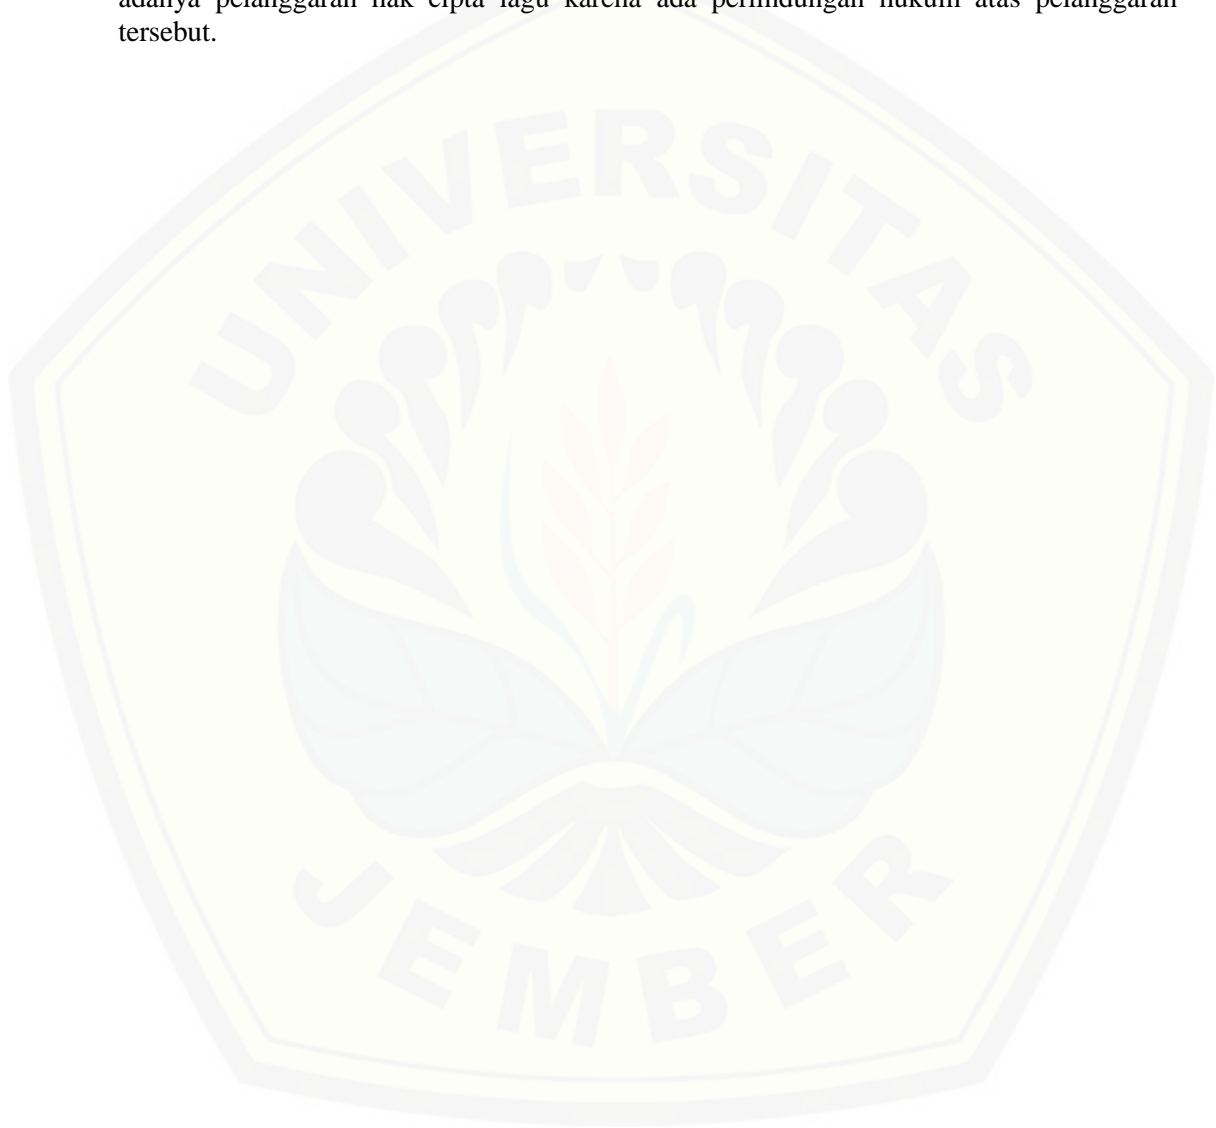 adanya pelanggaran hak cipta lagu karena ada perlindungan hukum atas pelanggaran
tersebut.
UNIVERSITAS
JEMBER